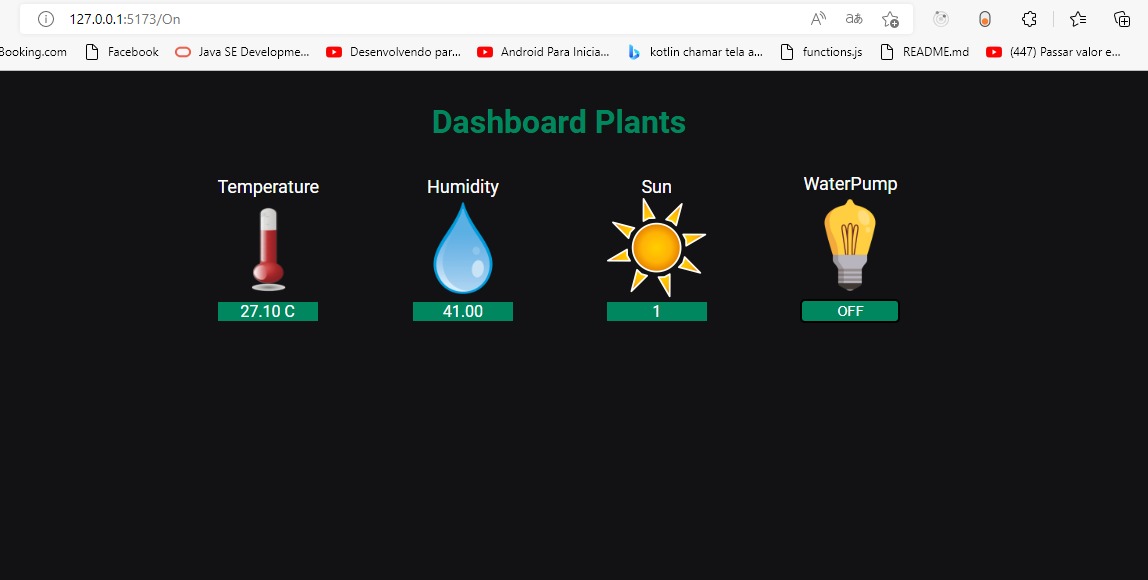 127.0.0.1:5173/On
Booking.com Facebook Java SE Developme... Desenvolvendo par... Android Para Inicia... kotlin chamar tela a... functions.js README.md (447) Passar valor e...
Dashboard Plants
Temperature Humidity Sun WaterPump
27.10 C 41.00 1 OFF